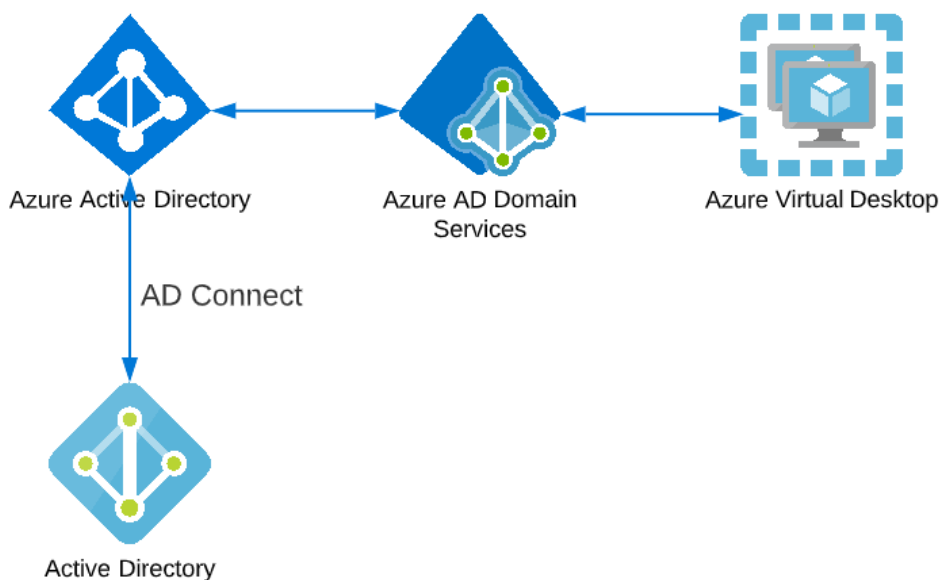 Azure Active Directory
Azure AD Domain
Services
Azure Virtual Desktop
AD Connect
Active Directory